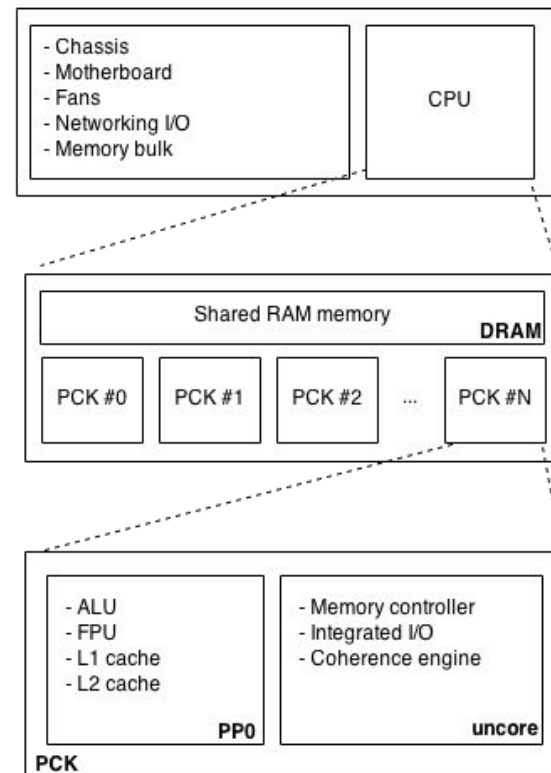 - Chassis
- Motherboard
- Fans
- Networking I/O
- Memory bulk
CPU
Shared RAM memory
DRAM
PCK #0
PCK #1
PCK #2
...
PCK #N
- ALU
- FPU
- L1 cache
- L2 cache
PP0
- Memory controller
- Integrated I/O
- Coherence engine
uncore
PCK